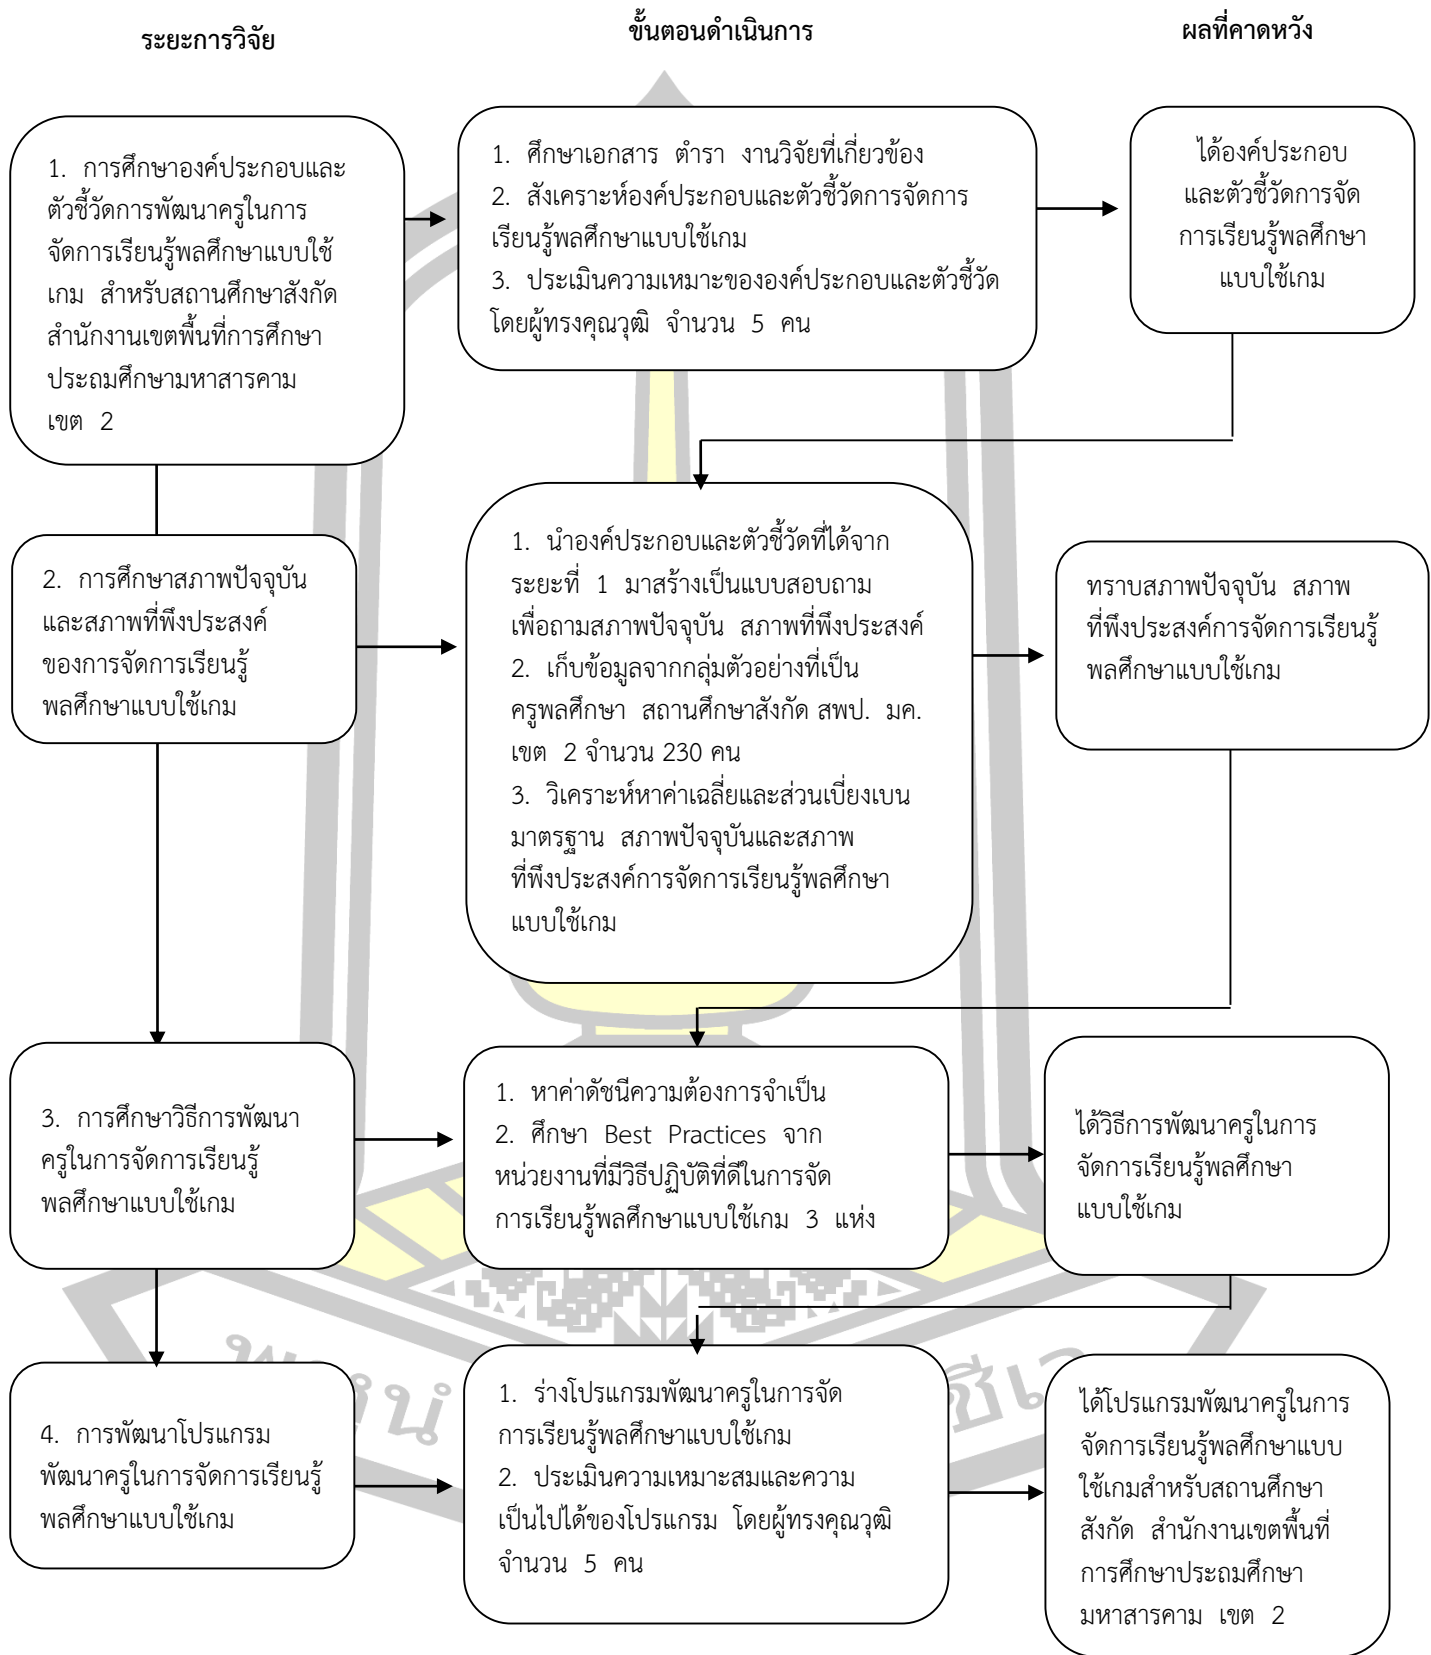 ระยะการวิจัย
ขั้นตอนดำเนินการ
ผลที่คาดหวัง
1. การศึกษาองค์ประกอบและ
ตัวชี้วัดการพัฒนาครูในการ
จัดการเรียนรู้พลศึกษาแบบใช้
เกม สำหรับสถานศึกษาสังกัด
สำนักงานเขตพื้นที่การศึกษา
ประถมศึกษามหาสารคาม
เขต 2
1. ศึกษาเอกสาร ตำรา งานวิจัยที่เกี่ยวข้อง
2. สังเคราะห์องค์ประกอบและตัวชี้วัดการจัดการ
เรียนรู้พลศึกษาแบบใช้เกม
3. ประเมินความเหมาะขององค์ประกอบและตัวชี้วัด
โดยผู้ทรงคุณวุฒิ จำนวน 5 คน
ได้องค์ประกอบ
และตัวชี้วัดการจัด
การเรียนรู้พลศึกษา
แบบใช้เกม
2. การศึกษาสภาพปัจจุบัน
และสภาพที่พึงประสงค์
ของการจัดการเรียนรู้
พลศึกษาแบบใช้เกม
1. นำองค์ประกอบและตัวชี้วัดที่ได้จาก
ระยะที่ 1 มาสร้างเป็นแบบสอบถาม
เพื่อถามสภาพปัจจุบัน สภาพที่พึงประสงค์
2. เก็บข้อมูลจากกลุ่มตัวอย่างที่เป็น
ครูพลศึกษา สถานศึกษาสังกัด สพป. มค.
เขต 2 จำนวน 230 คน
3. วิเคราะห์หาค่าเฉลี่ยและส่วนเบี่ยงเบน
มาตรฐาน สภาพปัจจุบันและสภาพ
ที่พึงประสงค์การจัดการเรียนรู้พลศึกษา
แบบใช้เกม
ทราบสภาพปัจจุบัน สภาพ
ที่พึงประสงค์การจัดการเรียนรู้
พลศึกษาแบบใช้เกม
3. การศึกษาวิธีการพัฒนา
ครูในการจัดการเรียนรู้
พลศึกษาแบบใช้เกม
1. หาค่าดัชนีความต้องการจำเป็น
2. ศึกษา Best Practices จาก
หน่วยงานที่มีวิธีปฏิบัติที่ดีในการจัด
การเรียนรู้พลศึกษาแบบใช้เกม 3 แห่ง
ได้วิธีการพัฒนาครูในการ
จัดการเรียนรู้พลศึกษา
แบบใช้เกม
4. การพัฒนาโปรแกรม
พัฒนาครูในการจัดการเรียนรู้
พลศึกษาแบบใช้เกม
1. ร่างโปรแกรมพัฒนาครูในการจัด
การเรียนรู้พลศึกษาแบบใช้เกม
2. ประเมินความเหมาะสมและความ
เป็นไปได้ของโปรแกรม โดยผู้ทรงคุณวุฒิ
จำนวน 5 คน
ได้โปรแกรมพัฒนาครูในการ
จัดการเรียนรู้พลศึกษาแบบ
ใช้เกมสำหรับสถานศึกษา
สังกัด สำนักงานเขตพื้นที่
การศึกษาประถมศึกษา
มหาสารคาม เขต 2